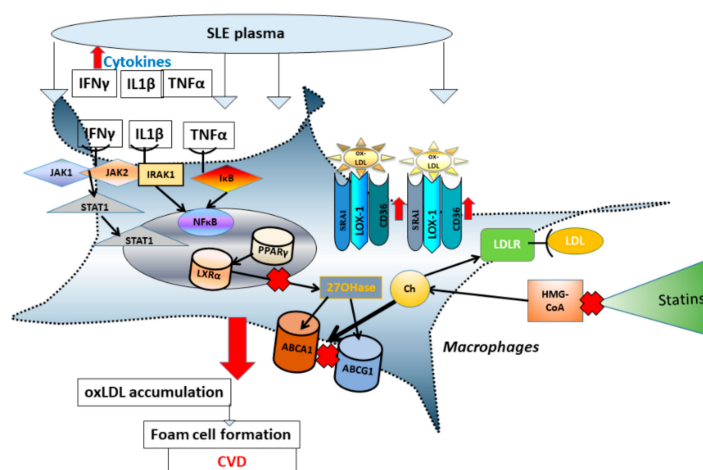 SLE plasma
Cytokines
IFNγ
IL1β
TNFα
IFNγ
IL1β
TNFα
JAK1
JAK2
IRAK1
IκB
STAT1
NFκB
STAT1
PPARγ
LXRα
ox-
LDL
SRAI
LOX-1
CD36
ox-
LDL
SRAI
LOX-1
CD36
LDLR
LDL
27OHase
Ch
HMG-
CoA
Statins
ABCA1
ABCG1
Macrophages
oxLDL accumulation
Foam cell formation
CVD